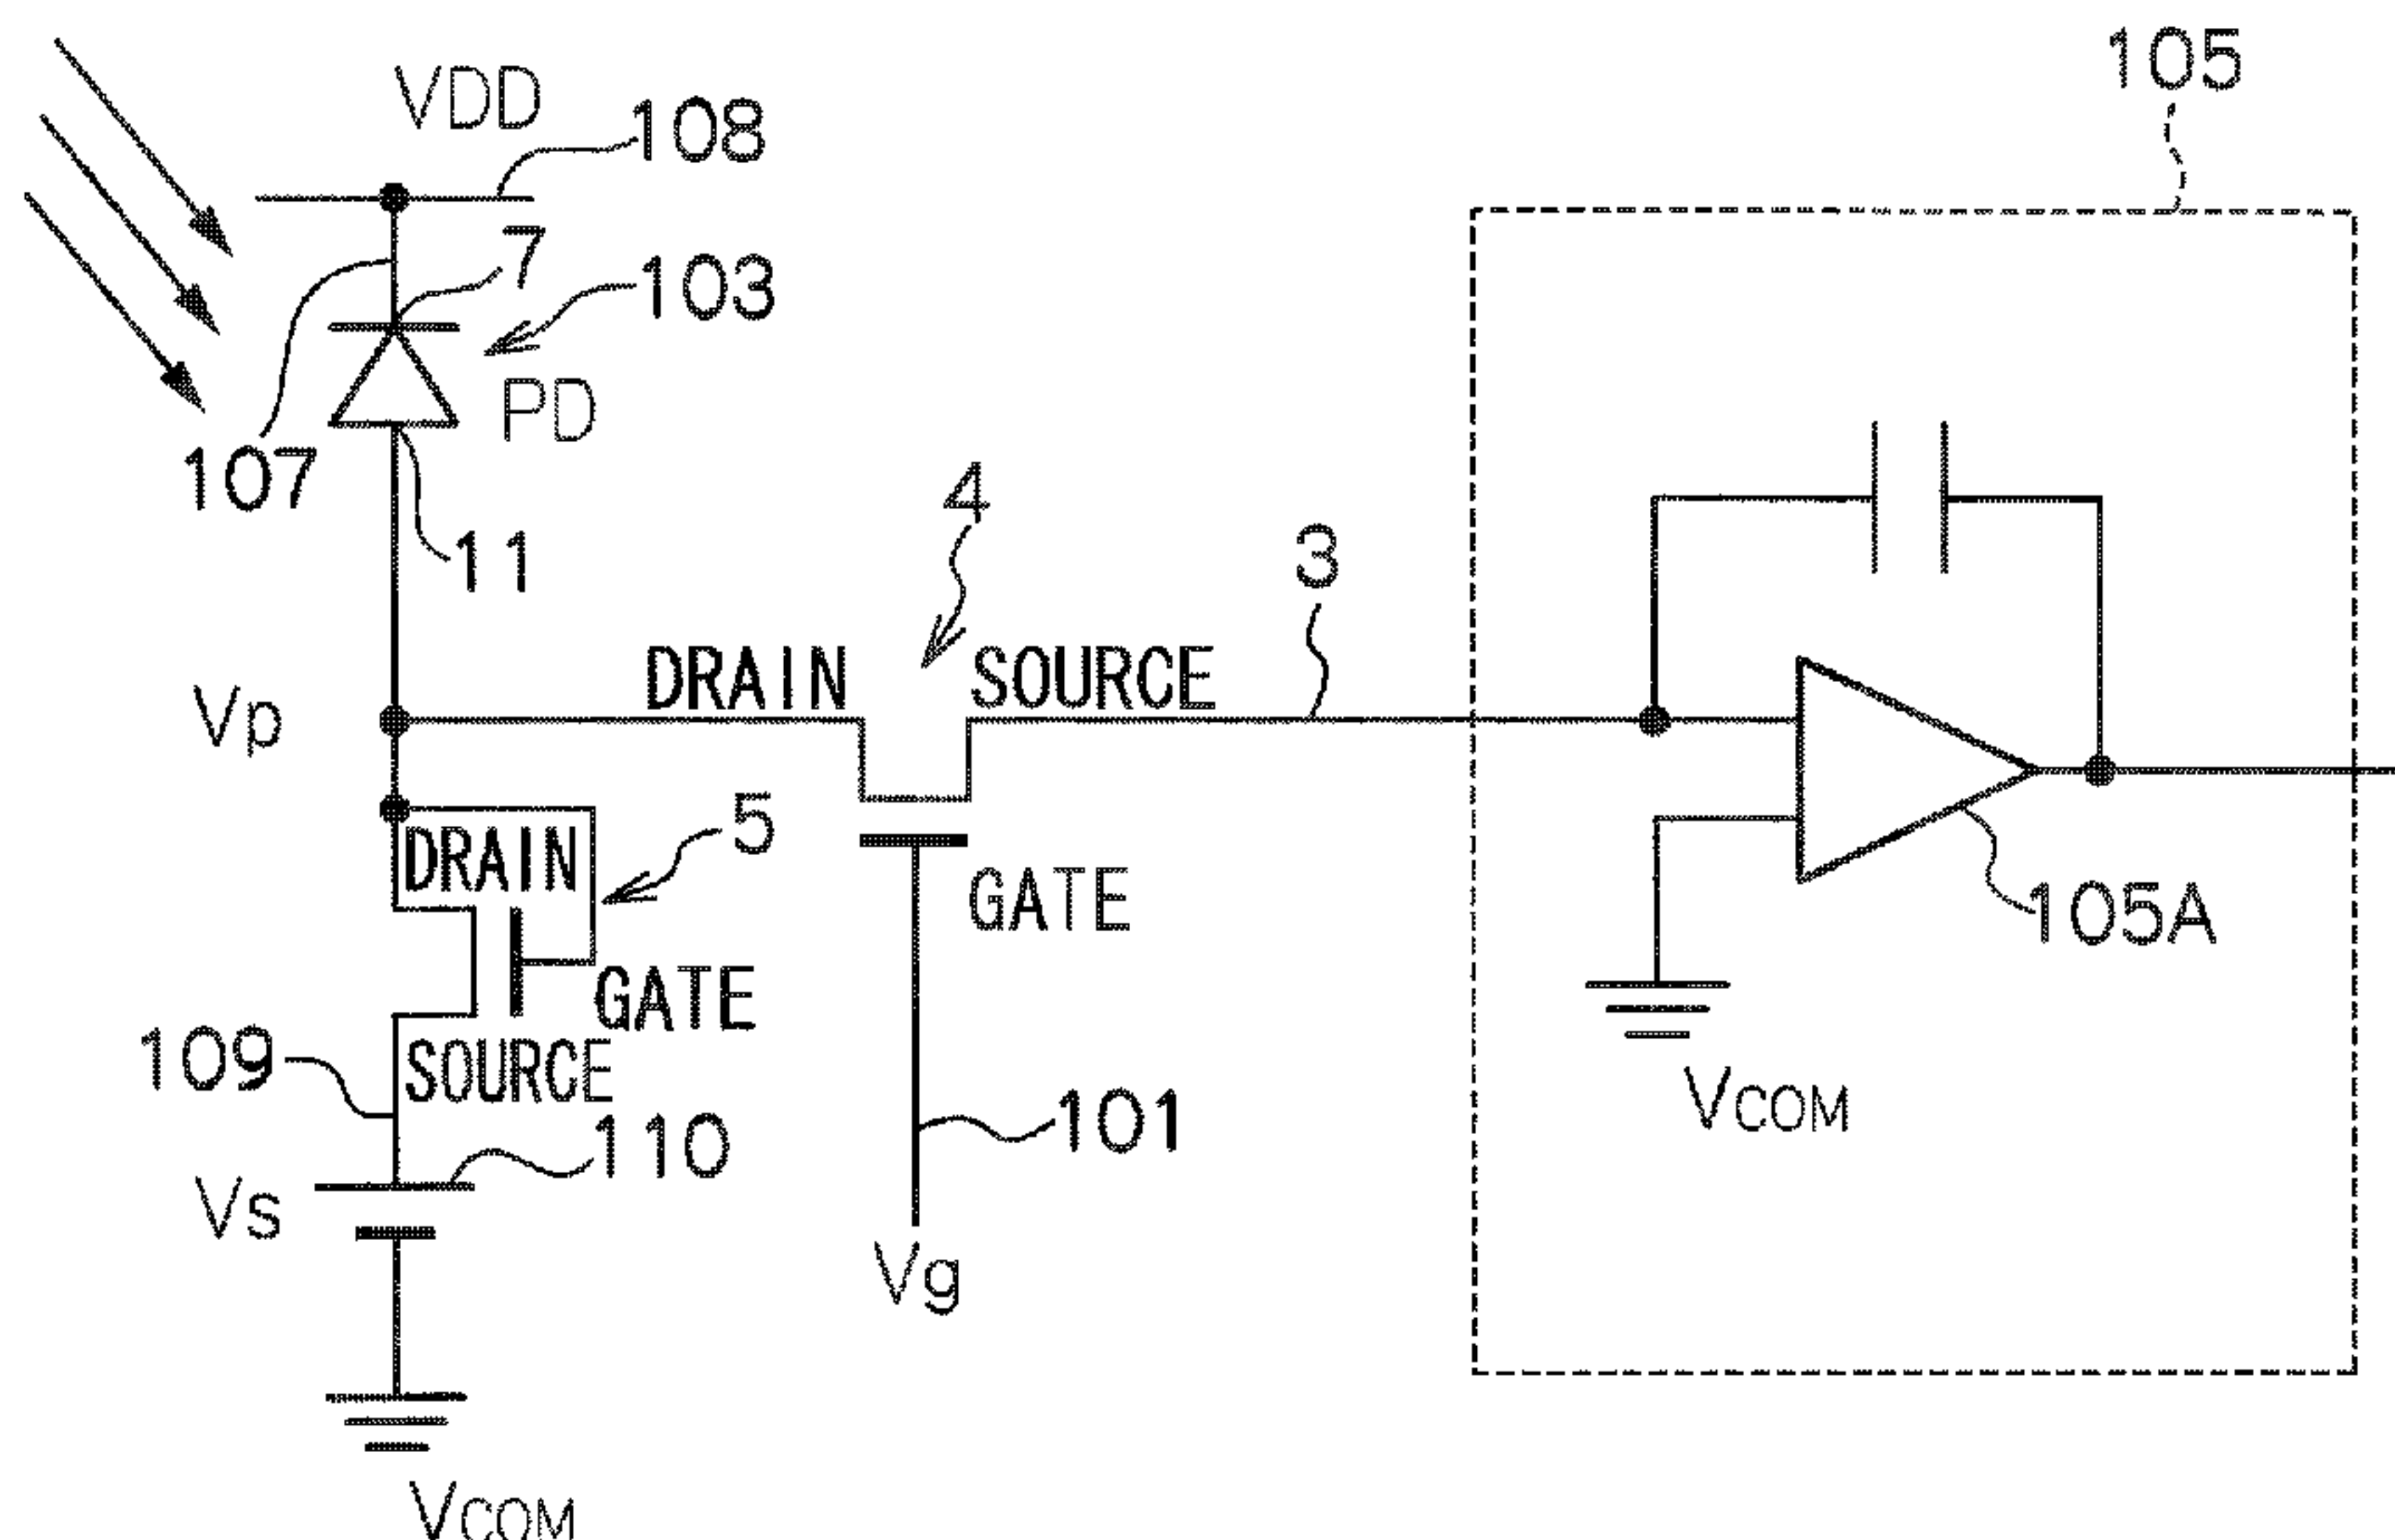 105
VDD
108
7
103
PD
107
11
4
3
DRAIN
SOURCE
Vp
5
DRAIN
GATE
105A
GATE
109
SOURCE
110
101
VCOM
Vs
Vg
VCOM